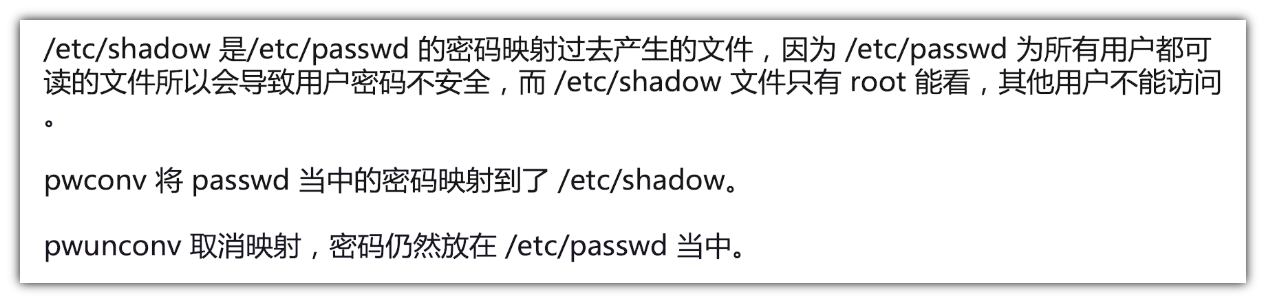 /etc/shadow 是/etc/passwd 的密码映射过去产生的文件，因为 /etc/passwd 为所有用户都可
读的文件所以会导致用户密码不安全，而 /etc/shadow 文件只有 root 能看，其他用户不能访问
。
pwconv 将 passwd 当中的密码映射到了 /etc/shadow。
pwunconv 取消映射，密码仍然放在 /etc/passwd 当中。